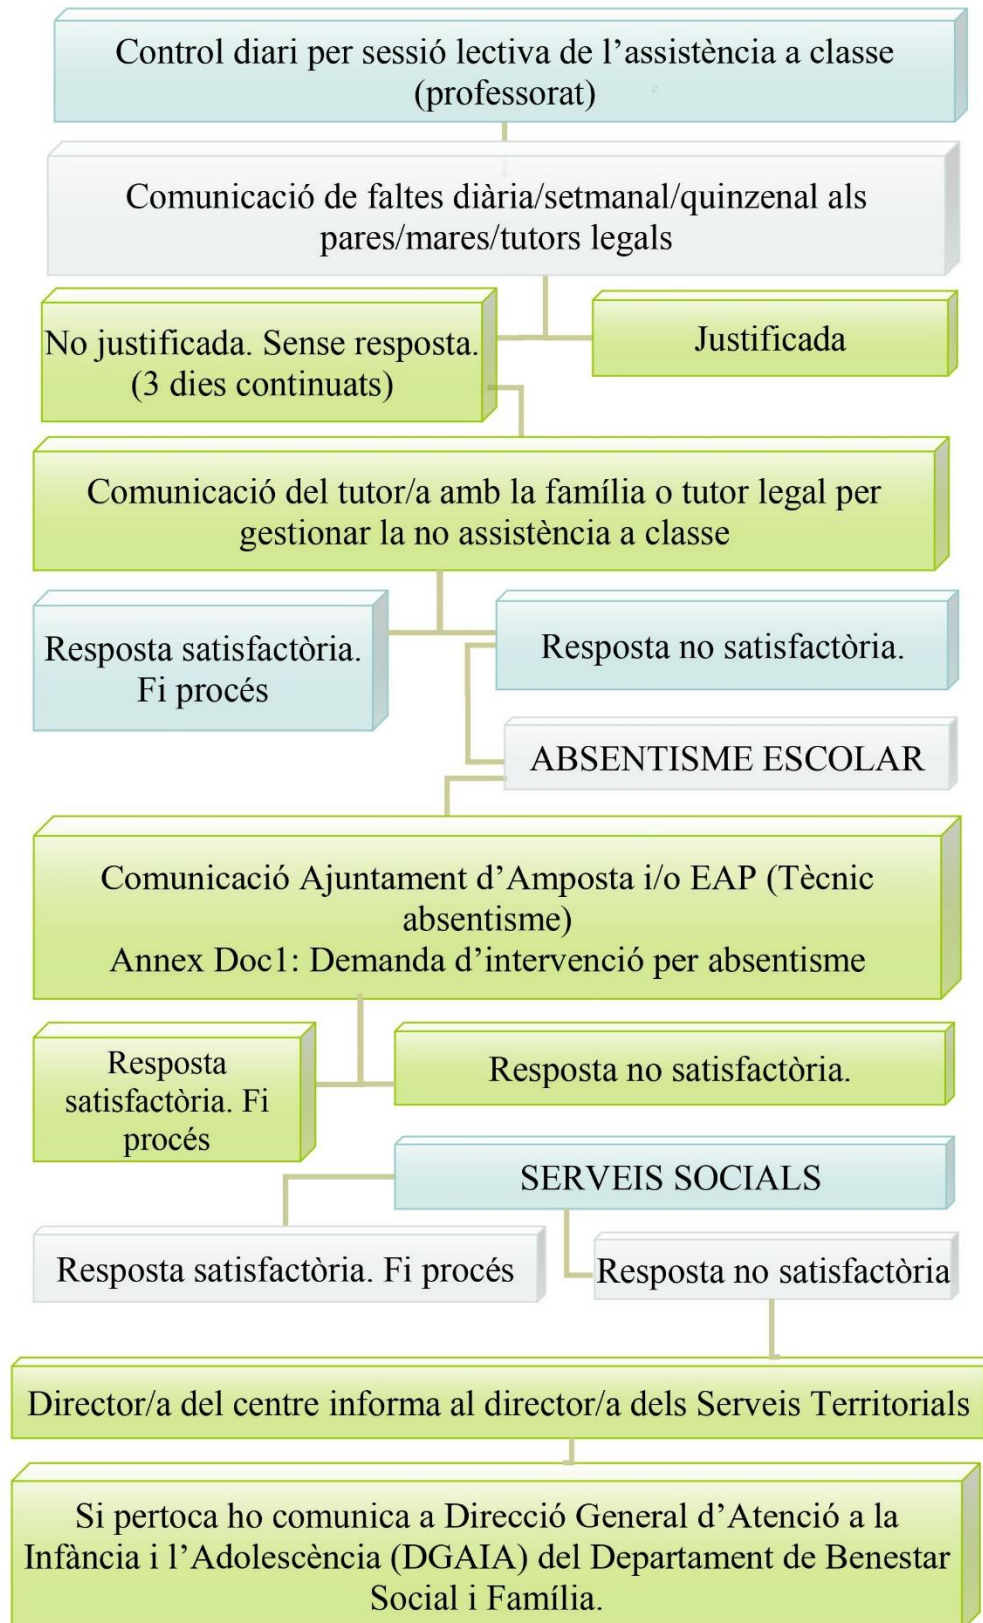 Control diari per sessió lectiva de l’assistència a classe
(professorat)
Comunicació de faltes diària/setmanal/quinzenal als
pares/mares/tutors legals
No justificada. Sense resposta.
(3 dies continuats)
Justificada
Comunicació del tutor/a amb la família o tutor legal per
gestionar la no assistència a classe
Resposta satisfactòria.
Fi procés
Resposta no satisfactòria.
ABSENTISME ESCOLAR
Comunicació Ajuntament d’Amposta i/o EAP (Tècnic
absentisme)
Annex Doc1: Demanda d’intervenció per absentisme
Resposta
satisfactòria. Fi
procés
Resposta no satisfactòria.
SERVEIS SOCIALS
Resposta satisfactòria. Fi procés
Resposta no satisfactòria
Director/a del centre informa al director/a dels Serveis Territorials
Si pertoca ho comunica a Direcció General d’Atenció a la
Infància i l’Adolescència (DGAIA) del Departament de Benestar
Social i Família.